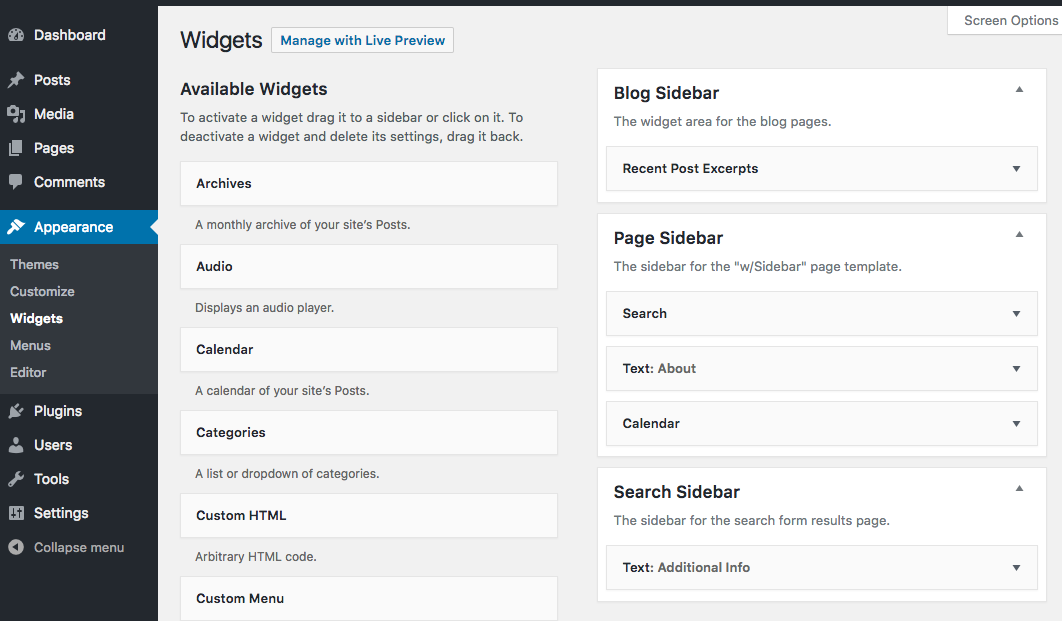 Dashboard
Posts
Media
Pages
Comments
Appearance
Themes
Customize
Widgets
Menus
Editor
Plugins
Users
Tools
Settings
Collapse menu
Screen Options
Widgets
Manage with Live Preview
Available Widgets
To activate a widget drag it to a sidebar or click on it. To
deactivate a widget and delete its settings, drag it back.
Archives
A monthly archive of your site’s Posts.
Audio
Displays an audio player.
Calendar
A calendar of your site’s Posts.
Categories
A list or dropdown of categories.
Custom HTML
Arbitrary HTML code.
Custom Menu
Blog Sidebar
The widget area for the blog pages.
Recent Post Excerpts
Page Sidebar
The sidebar for the "w/Sidebar" page template.
Search
Text: About
Calendar
Search Sidebar
The sidebar for the search form results page.
Text: Additional Info